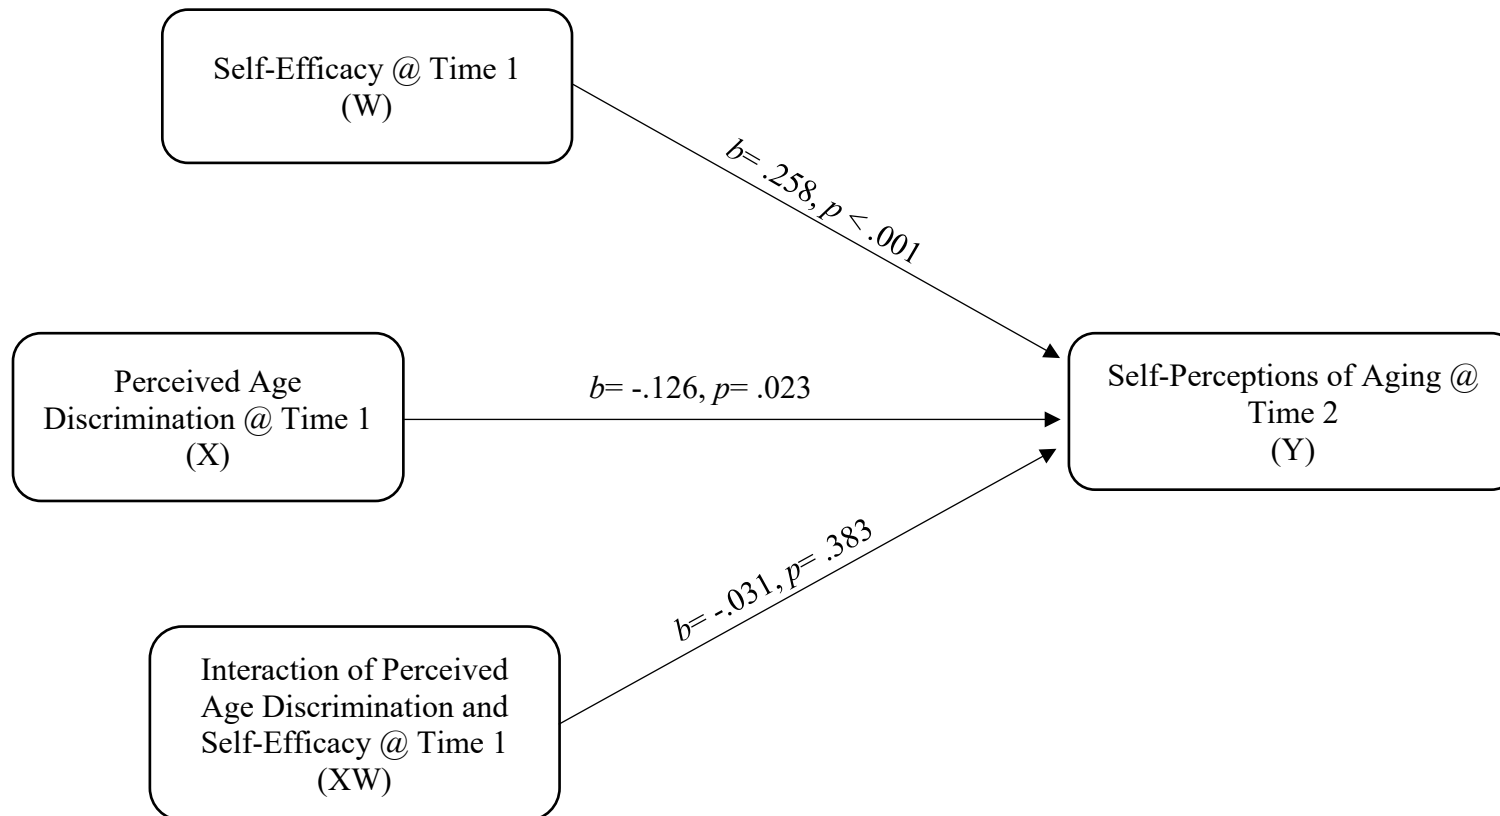 Self-Efficacy @ Time 1
(W)
b= .258, p < .001
Perceived Age
Discrimination @ Time 1
(X)
b= -.126, p= .023
Self-Perceptions of Aging @
Time 2
(Y)
b= -.031, p= .383
Interaction of Perceived
Age Discrimination and
Self-Efficacy @ Time 1
(XW)